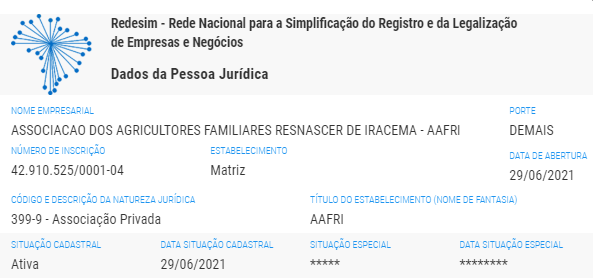 Redesim - Rede Nacional para a Simplificação do Registro e da Legalização
de Empresas e Negócios
Dados da Pessoa Jurídica
NOME EMPRESARIAL
ASSOCIACAO DOS AGRICULTORES FAMILIARES RESNASCER DE IRACEMA - AAFRI
PORTE
DEMAIS
NÚMERO DE INSCRIÇÃO
42.910.525/0001-04
ESTABELECIMENTO
Matriz
DATA DE ABERTURA
29/06/2021
CÓDIGO E DESCRIÇÃO DA NATUREZA JURÍDICA
399-9 - Associação Privada
TÍTULO DO ESTABELECIMENTO (NOME DE FANTASIA)
AAFRI
SITUAÇÃO CADASTRAL
Ativa
DATA SITUAÇÃO CADASTRAL
29/06/2021
SITUAÇÃO ESPECIAL
*****
DATA SITUAÇÃO ESPECIAL
********